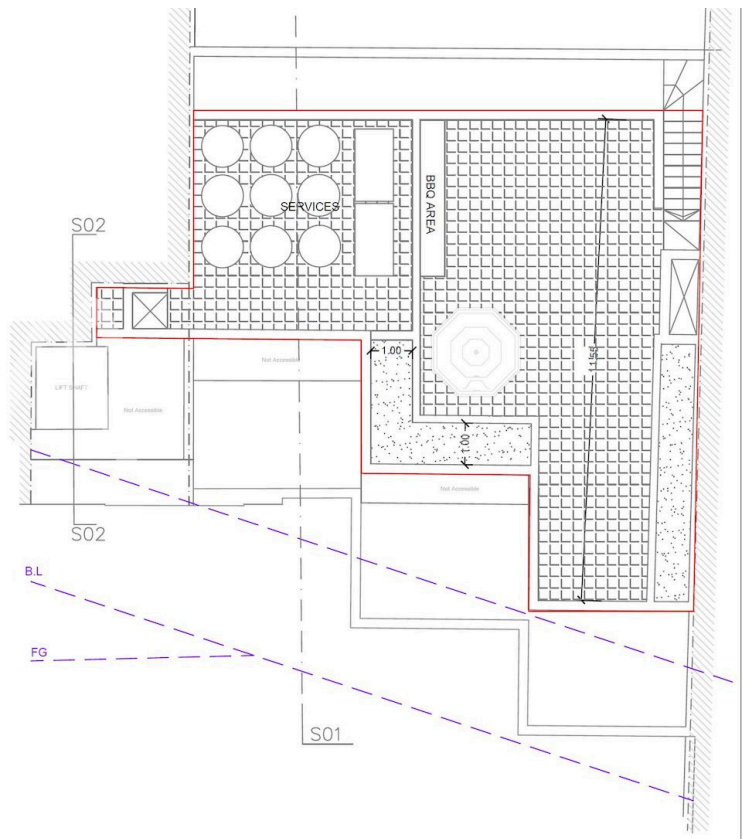 SERVICES
BBQ AREA
S02
1.00
11.55
Not Accessible
LIFT SHAFT
Not Accessible
1.00
Not Accessible
S02
B.L
FG
S01